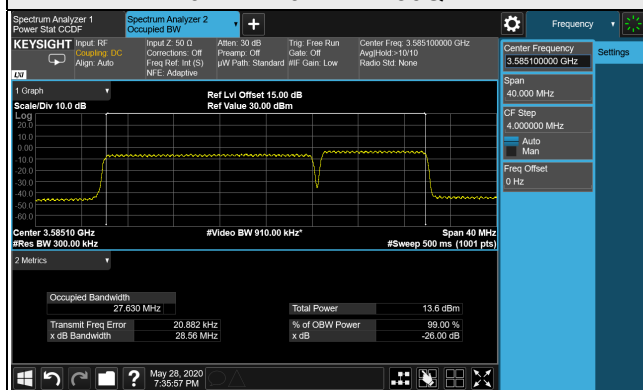 Spectrum Analyzer 1
Power Stat CCDF
Spectrum Analyzer 2
Occupied BW
Frequency
KEYSIGHT
Input: RF
Coupling: DC
Align: Auto
Input Z: 50 Ω
Corrections: Off
Freq Ref: Int (S)
NFE: Adaptive
Atten: 30 dB
Preamp: Off
µW Path: Standard
Trig: Free Run
Gate: Off
#IF Gain: Low
Center Freq: 3.585100000 GHz
Avg|Hold:>10/10
Radio Std: None
LXI
Center Frequency
3.585100000 GHz
Settings
Span
40.000 MHz
CF Step
4.000000 MHz
Auto
Man
Freq Offset
0 Hz
1 Graph
Scale/Div 10.0 dB
Ref Lvl Offset 15.00 dB
Ref Value 30.00 dBm
Log
20.0
10.0
0.00
-10.0
-20.0
-30.0
-40.0
-50.0
-60.0
Center 3.58510 GHz
#Video BW 910.00 kHz*
Span 40 MHz
#Res BW 300.00 kHz
#Sweep 500 ms (1001 pts)
2 Metrics
Occupied Bandwidth
27.630 MHz
Total Power 13.6 dBm
Transmit Freq Error 20.882 kHz
% of OBW Power 99.00 %
x dB Bandwidth 28.56 MHz
x dB -26.00 dB
?
May 28, 2020
7:35:57 PM